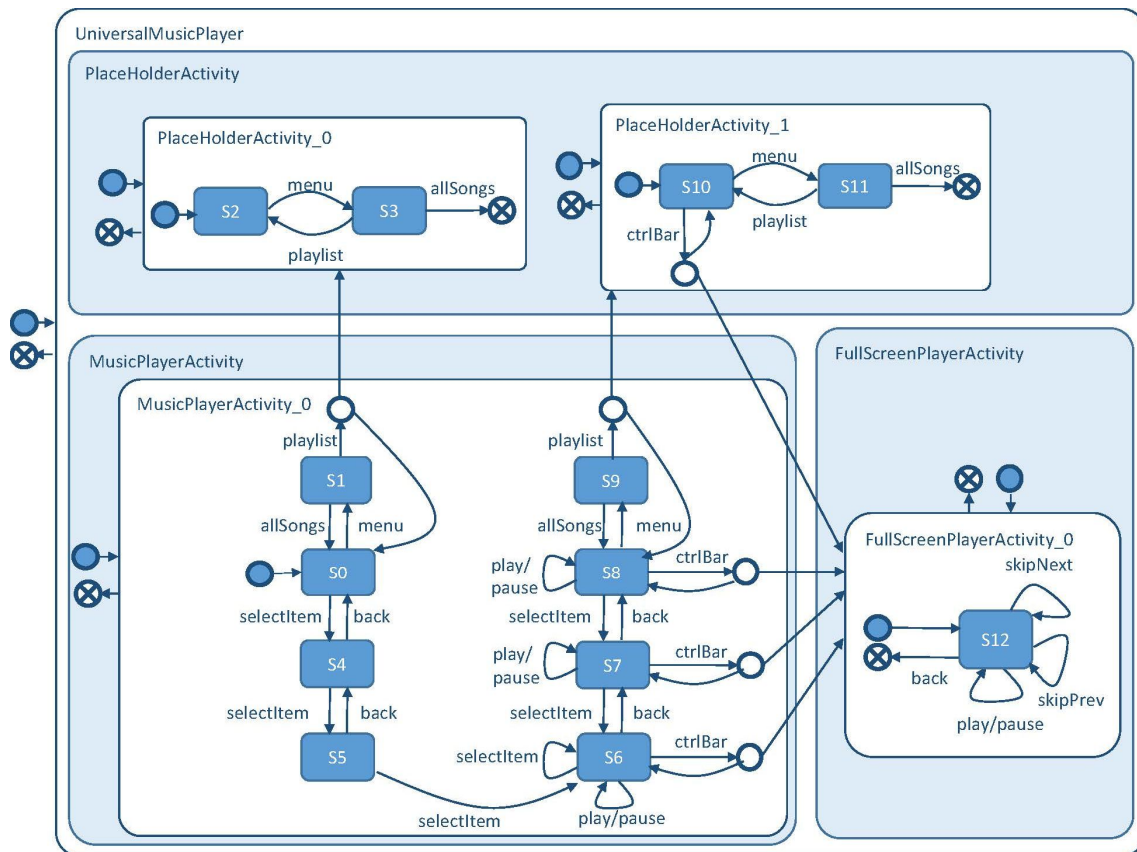 UniversalMusicPlayer
PlaceHolderActivity
PlaceHolderActivity_0
menu
allSongs
S2
S3
playlist
PlaceHolderActivity_1
menu
allSongs
S10
S11
playlist
ctrlBar
MusicPlayerActivity
MusicPlayerActivity_0
playlist
S1
allSongs
menu
S0
selectItem
back
S4
selectItem
back
S5
selectItem
playlist
S9
allSongs
menu
play/
pause
S8
ctrlBar
selectItem
back
play/
pause
S7
ctrlBar
selectItem
back
selectItem
S6
ctrlBar
play/pause
FullScreenPlayerActivity
FullScreenPlayerActivity_0
skipNext
S12
back
skipPrev
play/pause